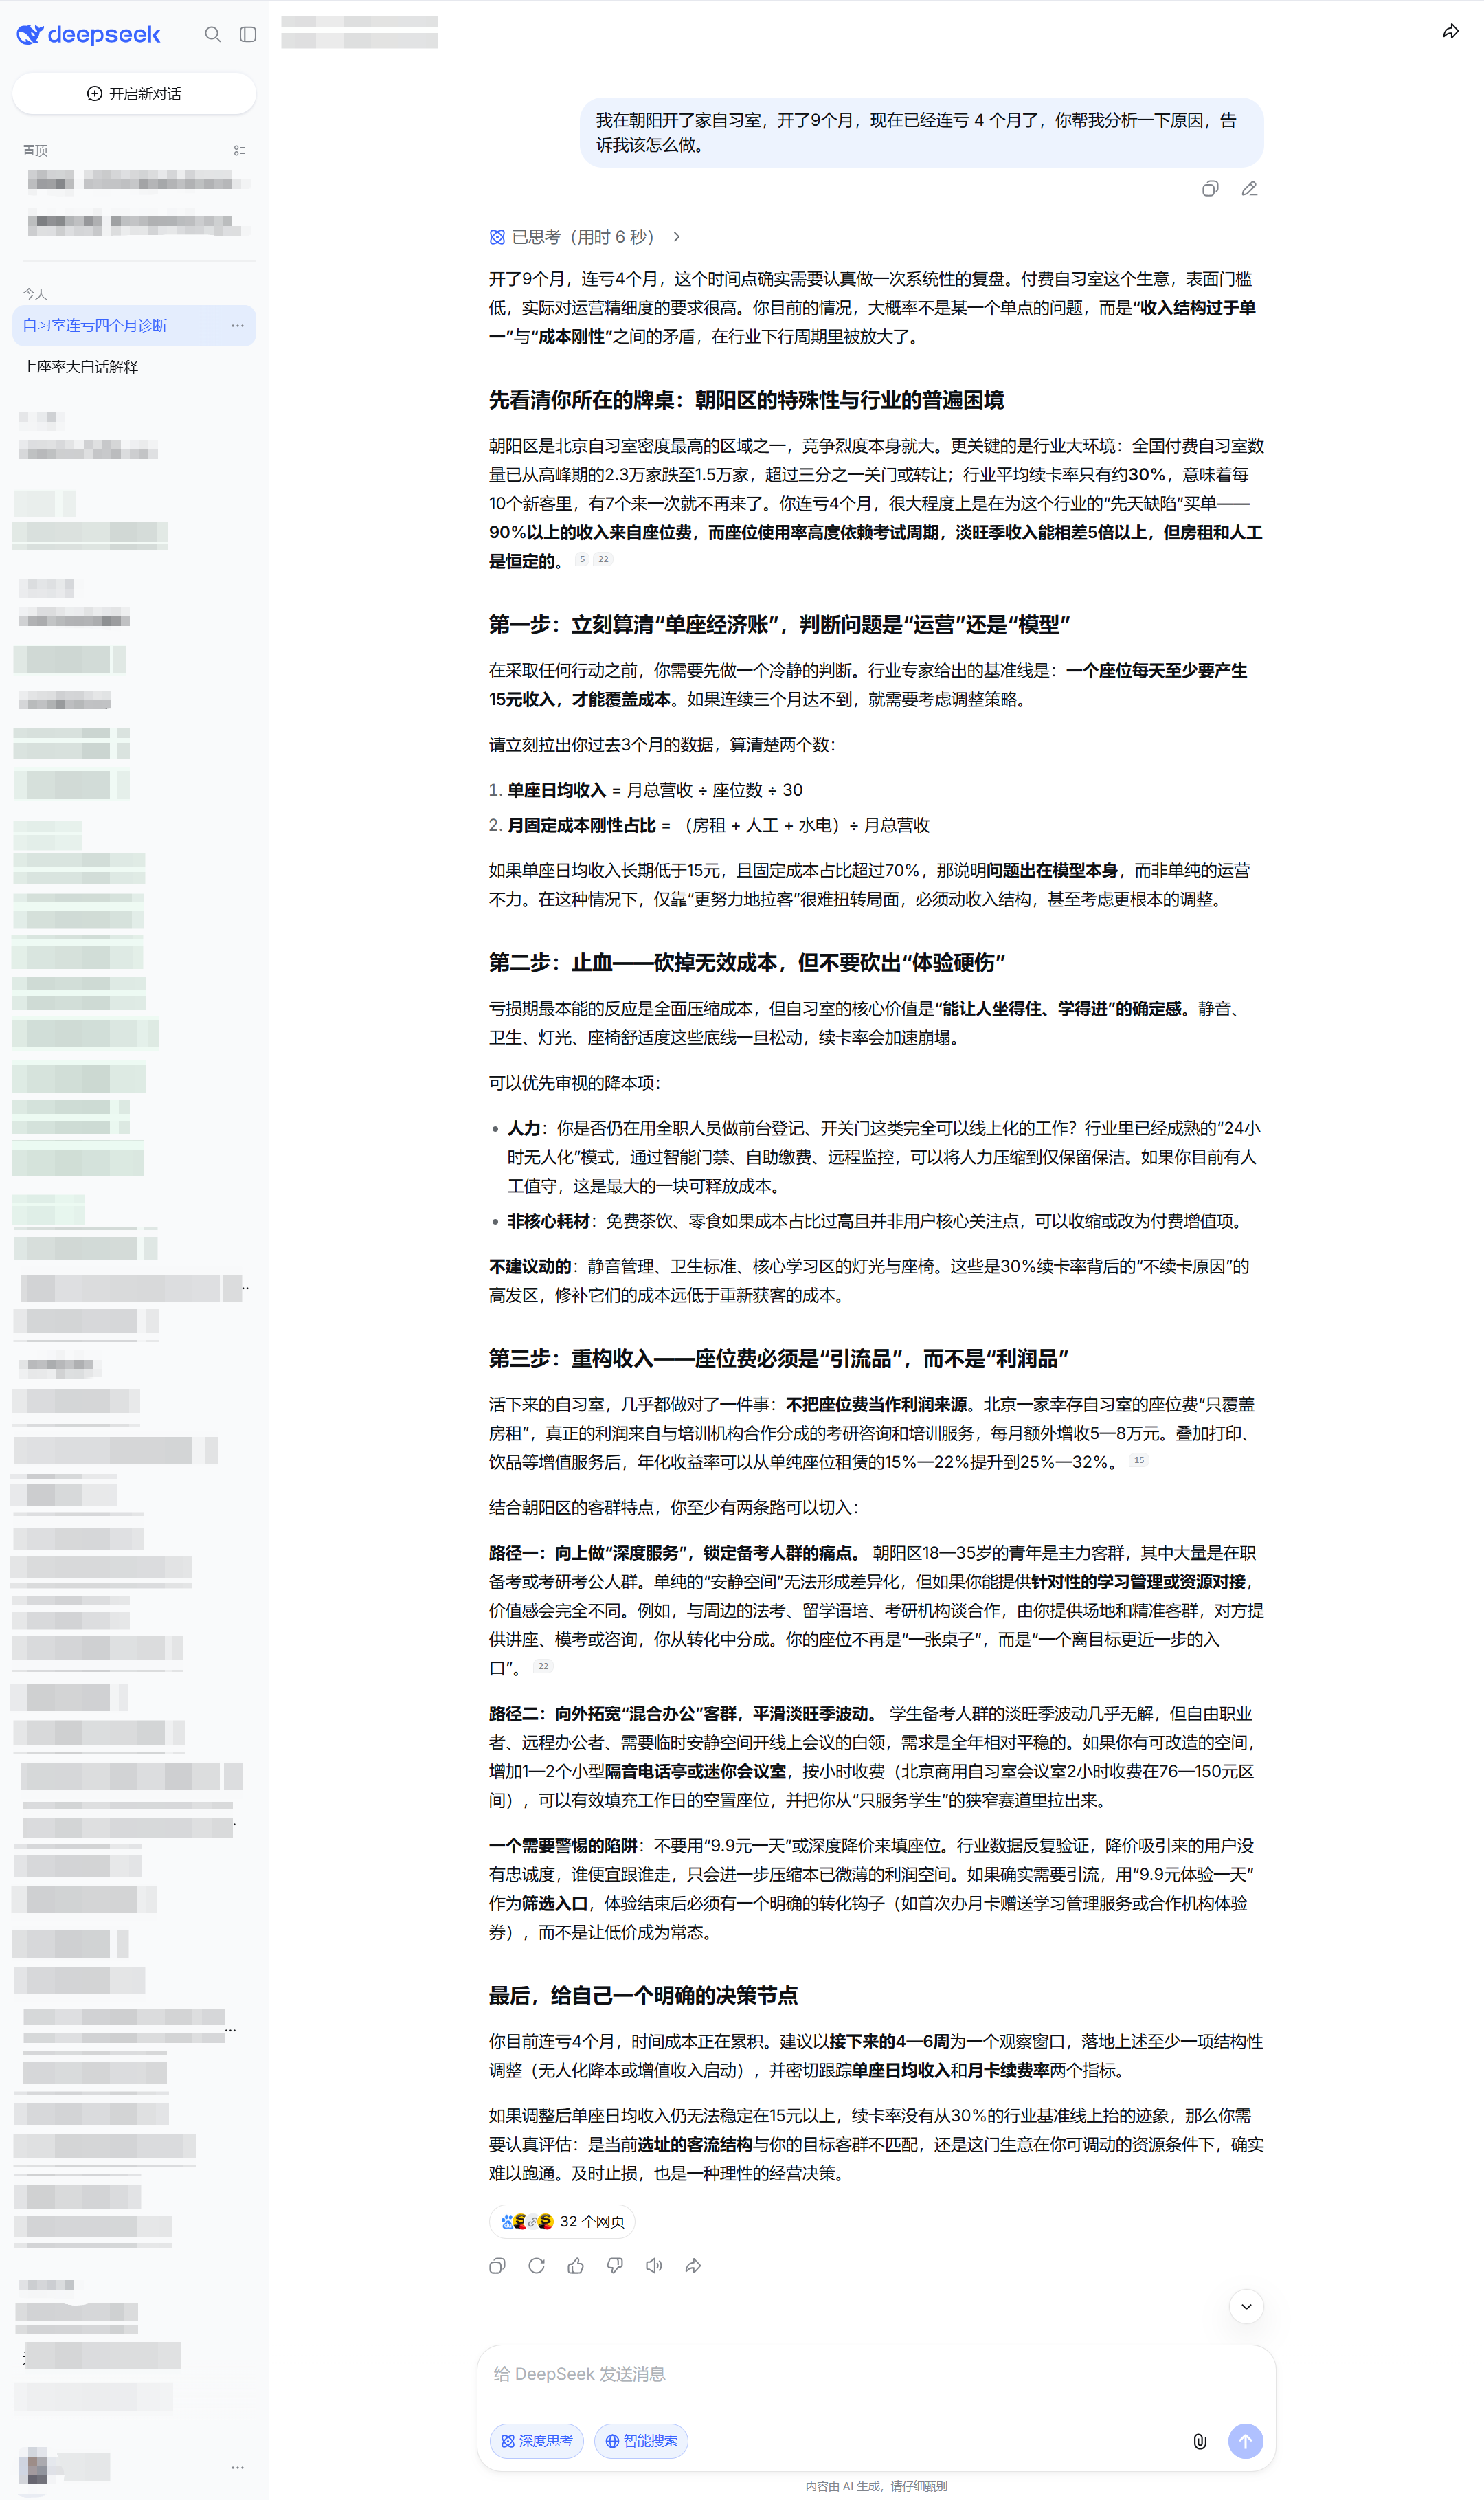 deepseek
开启新对话
置顶
今天
自习室连亏四个月诊断
上座率大白话解释
我在朝阳开了家自习室，开了9个月，现在已经连亏 4 个月了，你帮我分析一下原因，告
诉我该怎么做。
已思考（用时 6 秒）
开了9个月，连亏4个月，这个时间点确实需要认真做一次系统性的复盘。付费自习室这个生意，表面门槛
低，实际对运营精细度的要求很高。你目前的情况，大概率不是某一个单点的问题，而是“收入结构过于单
一”与“成本刚性”之间的矛盾，在行业下行周期里被放大了。
先看清你所在的牌桌：朝阳区的特殊性与行业的普遍困境
朝阳区是北京自习室密度最高的区域之一，竞争烈度本身就大。更关键的是行业大环境：全国付费自习室数
量已从高峰期的2.3万家跌至1.5万家，超过三分之一关门或转让；行业平均续卡率只有约30%，意味着每
10个新客里，有7个来一次就不再来了。你连亏4个月，很大程度上是在为这个行业的“先天缺陷”买单——
90%以上的收入来自座位费，而座位使用率高度依赖考试周期，淡旺季收入能相差5倍以上，但房租和人工
是恒定的。 5 22
第一步：立刻算清“单座经济账”，判断问题是“运营”还是“模型”
在采取任何行动之前，你需要先做一个冷静的判断。行业专家给出的基准线是：一个座位每天至少要产生
15元收入，才能覆盖成本。如果连续三个月达不到，就需要考虑调整策略。
请立刻拉出你过去3个月的数据，算清楚两个数：
1. 单座日均收入 = 月总营收 ÷ 座位数 ÷ 30
2. 月固定成本刚性占比 = （房租 + 人工 + 水电）÷ 月总营收
如果单座日均收入长期低于15元，且固定成本占比超过70%，那说明问题出在模型本身，而非单纯的运营
不力。在这种情况下，仅靠“更努力地拉客”很难扭转局面，必须动收入结构，甚至考虑更根本的调整。
第二步：止血——砍掉无效成本，但不要砍出“体验硬伤”
亏损期最本能的反应是全面压缩成本，但自习室的核心价值是“能让人坐得住、学得进”的确定感。静音、
卫生、灯光、座椅舒适度这些底线一旦松动，续卡率会加速崩塌。
可以优先审视的降本项：
• 人力：你是否仍在用全职人员做前台登记、开关门这类完全可以线上化的工作？行业里已经成熟的“24小
时无人化”模式，通过智能门禁、自助缴费、远程监控，可以将人力压缩到仅保留保洁。如果你目前有人
工值守，这是最大的一块可释放成本。
• 非核心耗材：免费茶饮、零食如果成本占比过高且并非用户核心关注点，可以收缩或改为付费增值项。
不建议动的：静音管理、卫生标准、核心学习区的灯光与座椅。这些是30%续卡率背后的“不续卡原因”的
高发区，修补它们的成本远低于重新获客的成本。
第三步：重构收入——座位费必须是“引流品”，而不是“利润品”
活下来的自习室，几乎都做对了一件事：不把座位费当作利润来源。北京一家幸存自习室的座位费“只覆盖
房租”，真正的利润来自与培训机构合作分成的考研咨询和培训服务，每月额外增收5—8万元。叠加打印、
饮品等增值服务后，年化收益率可以从单纯座位租赁的15%—22%提升到25%—32%。 15
结合朝阳区的客群特点，你至少有两条路可以切入：
路径一：向上做“深度服务”，锁定备考人群的痛点。 朝阳区18—35岁的青年是主力客群，其中大量是在职
备考或考研考公人群。单纯的“安静空间”无法形成差异化，但如果你能提供针对性的学习管理或资源对接，
价值感会完全不同。例如，与周边的法考、留学语培、考研机构谈合作，由你提供场地和精准客群，对方提
供讲座、模考或咨询，你从转化中分成。你的座位不再是“一张桌子”，而是“一个离目标更近一步的入
口”。 22
路径二：向外拓宽“混合办公”客群，平滑淡旺季波动。 学生备考人群的淡旺季波动几乎无解，但自由职业
者、远程办公者、需要临时安静空间开线上会议的白领，需求是全年相对平稳的。如果你有可改造的空间，
增加1—2个小型隔音电话亭或迷你会议室，按小时收费（北京商用自习室会议室2小时收费在76—150元区
间），可以有效填充工作日的空置座位，并把你从“只服务学生”的狭窄赛道里拉出来。
一个需要警惕的陷阱：不要用“9.9元一天”或深度降价来填座位。行业数据反复验证，降价吸引来的用户没
有忠诚度，谁便宜跟谁走，只会进一步压缩本已微薄的利润空间。如果确实需要引流，用“9.9元体验一天”
作为筛选入口，体验结束后必须有一个明确的转化钩子（如首次办月卡赠送学习管理服务或合作机构体验
券），而不是让低价成为常态。
最后，给自己一个明确的决策节点
你目前连亏4个月，时间成本正在累积。建议以接下来的4—6周为一个观察窗口，落地上述至少一项结构性
调整（无人化降本或增值收入启动），并密切跟踪单座日均收入和月卡续费率两个指标。
如果调整后单座日均收入仍无法稳定在15元以上，续卡率没有从30%的行业基准线上抬的迹象，那么你需
要认真评估：是当前选址的客流结构与你的目标客群不匹配，还是这门生意在你可调动的资源条件下，确实
难以跑通。及时止损，也是一种理性的经营决策。
32 个网页
给 DeepSeek 发送消息
深度思考
智能搜索
内容由 AI 生成，请仔细甄别